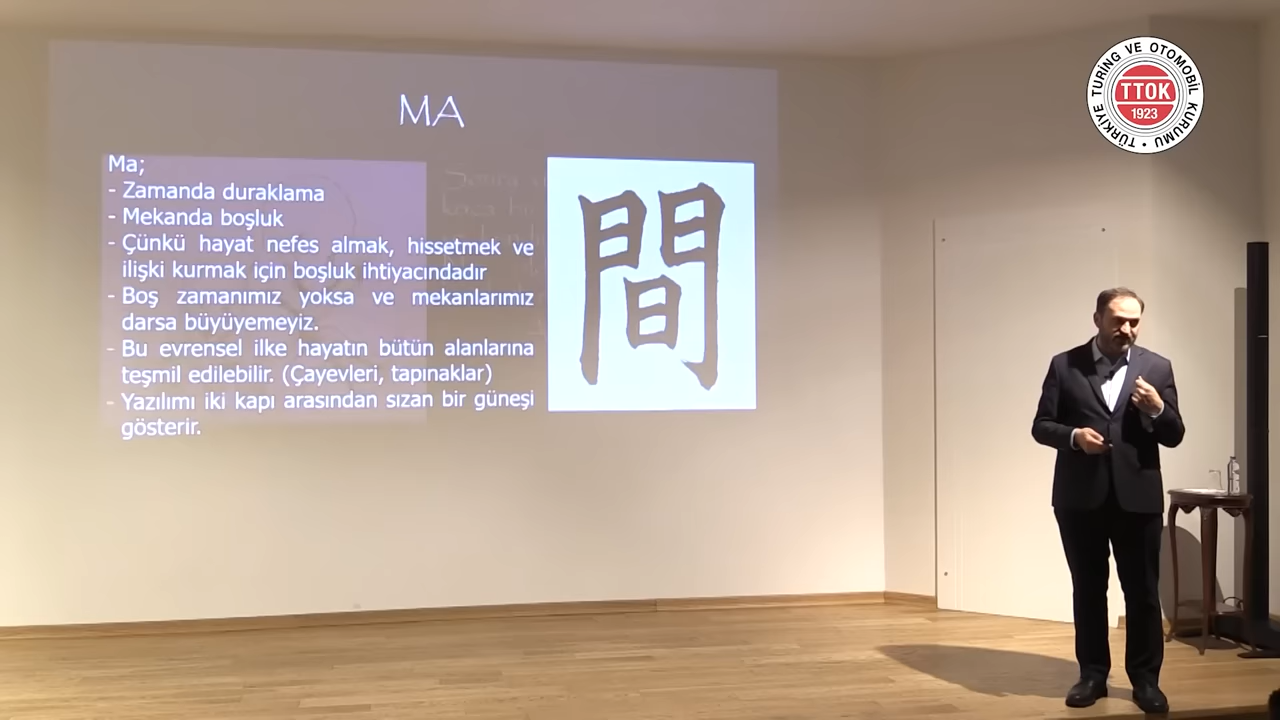 MA
Ma;
- Zamanda duraklama
- Mekanda boşluk
- Çünkü hayat nefes almak, hissetmek ve
ilişki kurmak için boşluk ihtiyacındadır
- Boş zamanımız yoksa ve mekanlarımız
darsa büyüyemeyiz.
- Bu evrensel ilke hayatın bütün alanlarına
teşmil edilebilir. (Çayevleri, tapınaklar)
- Yazılımı iki kapı arasından sızan bir güneşi
gösterir.
間
TÜRKİYE TURİNG VE OTOMOBİL KURUMU
TTOK
1923